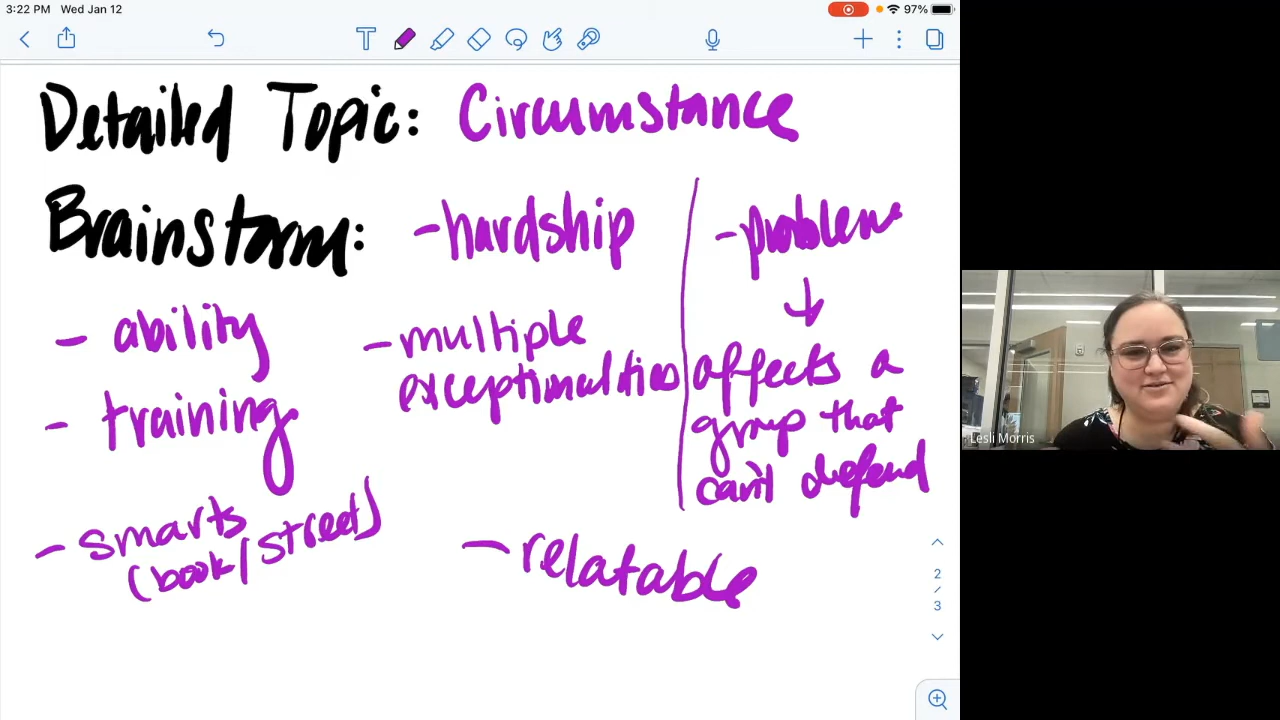 3:22 PM Wed Jan 12
97%
Detailed Topic: Circumstance
Brainstorm: - hardship
- ability
- training
- smarts
(book/street)
- multiple
exceptionalities
- relatable
- problem
affects a
group that
can't defend
2
/
3
Lesli Morris